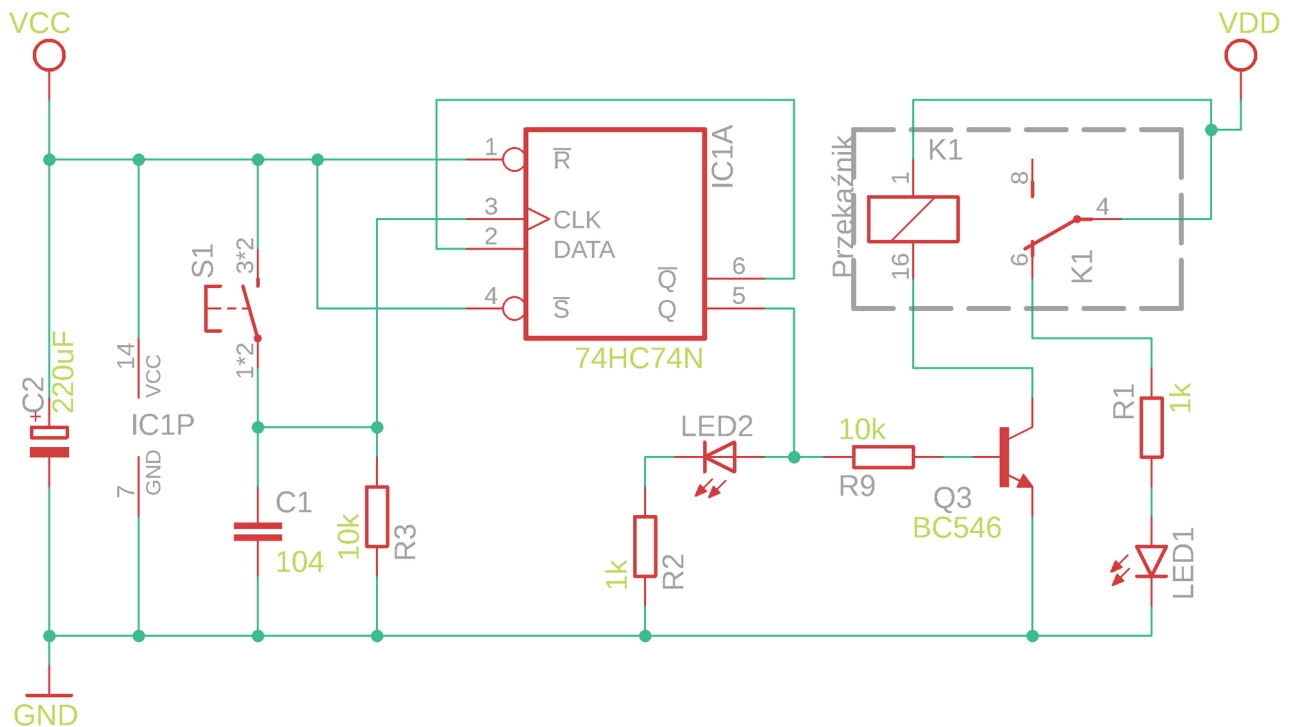 VCC
VDD
IC1A
1
R
3
CLK
2
DATA
4
S
6
Q
5
Q
74HC74N
Przekaźnik
K1
1
16
8
4
6
K1
S1
3*2
1*2
C2
220uF
+
14
VCC
IC1P
7
GND
C1
104
10k
R3
LED2
1k
R2
10k
R9
Q3
BC546
R1
1k
LED1
GND